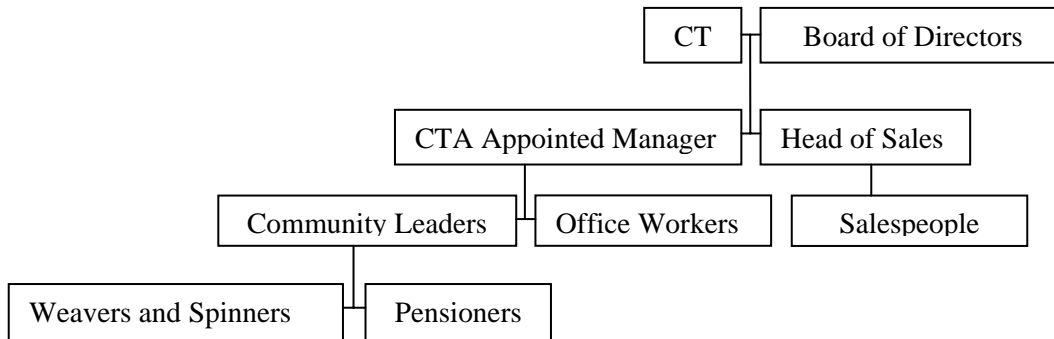 CT
Board of Directors
CTA Appointed Manager
Head of Sales
Community Leaders
Office Workers
Salespeople
Weavers and Spinners
Pensioners